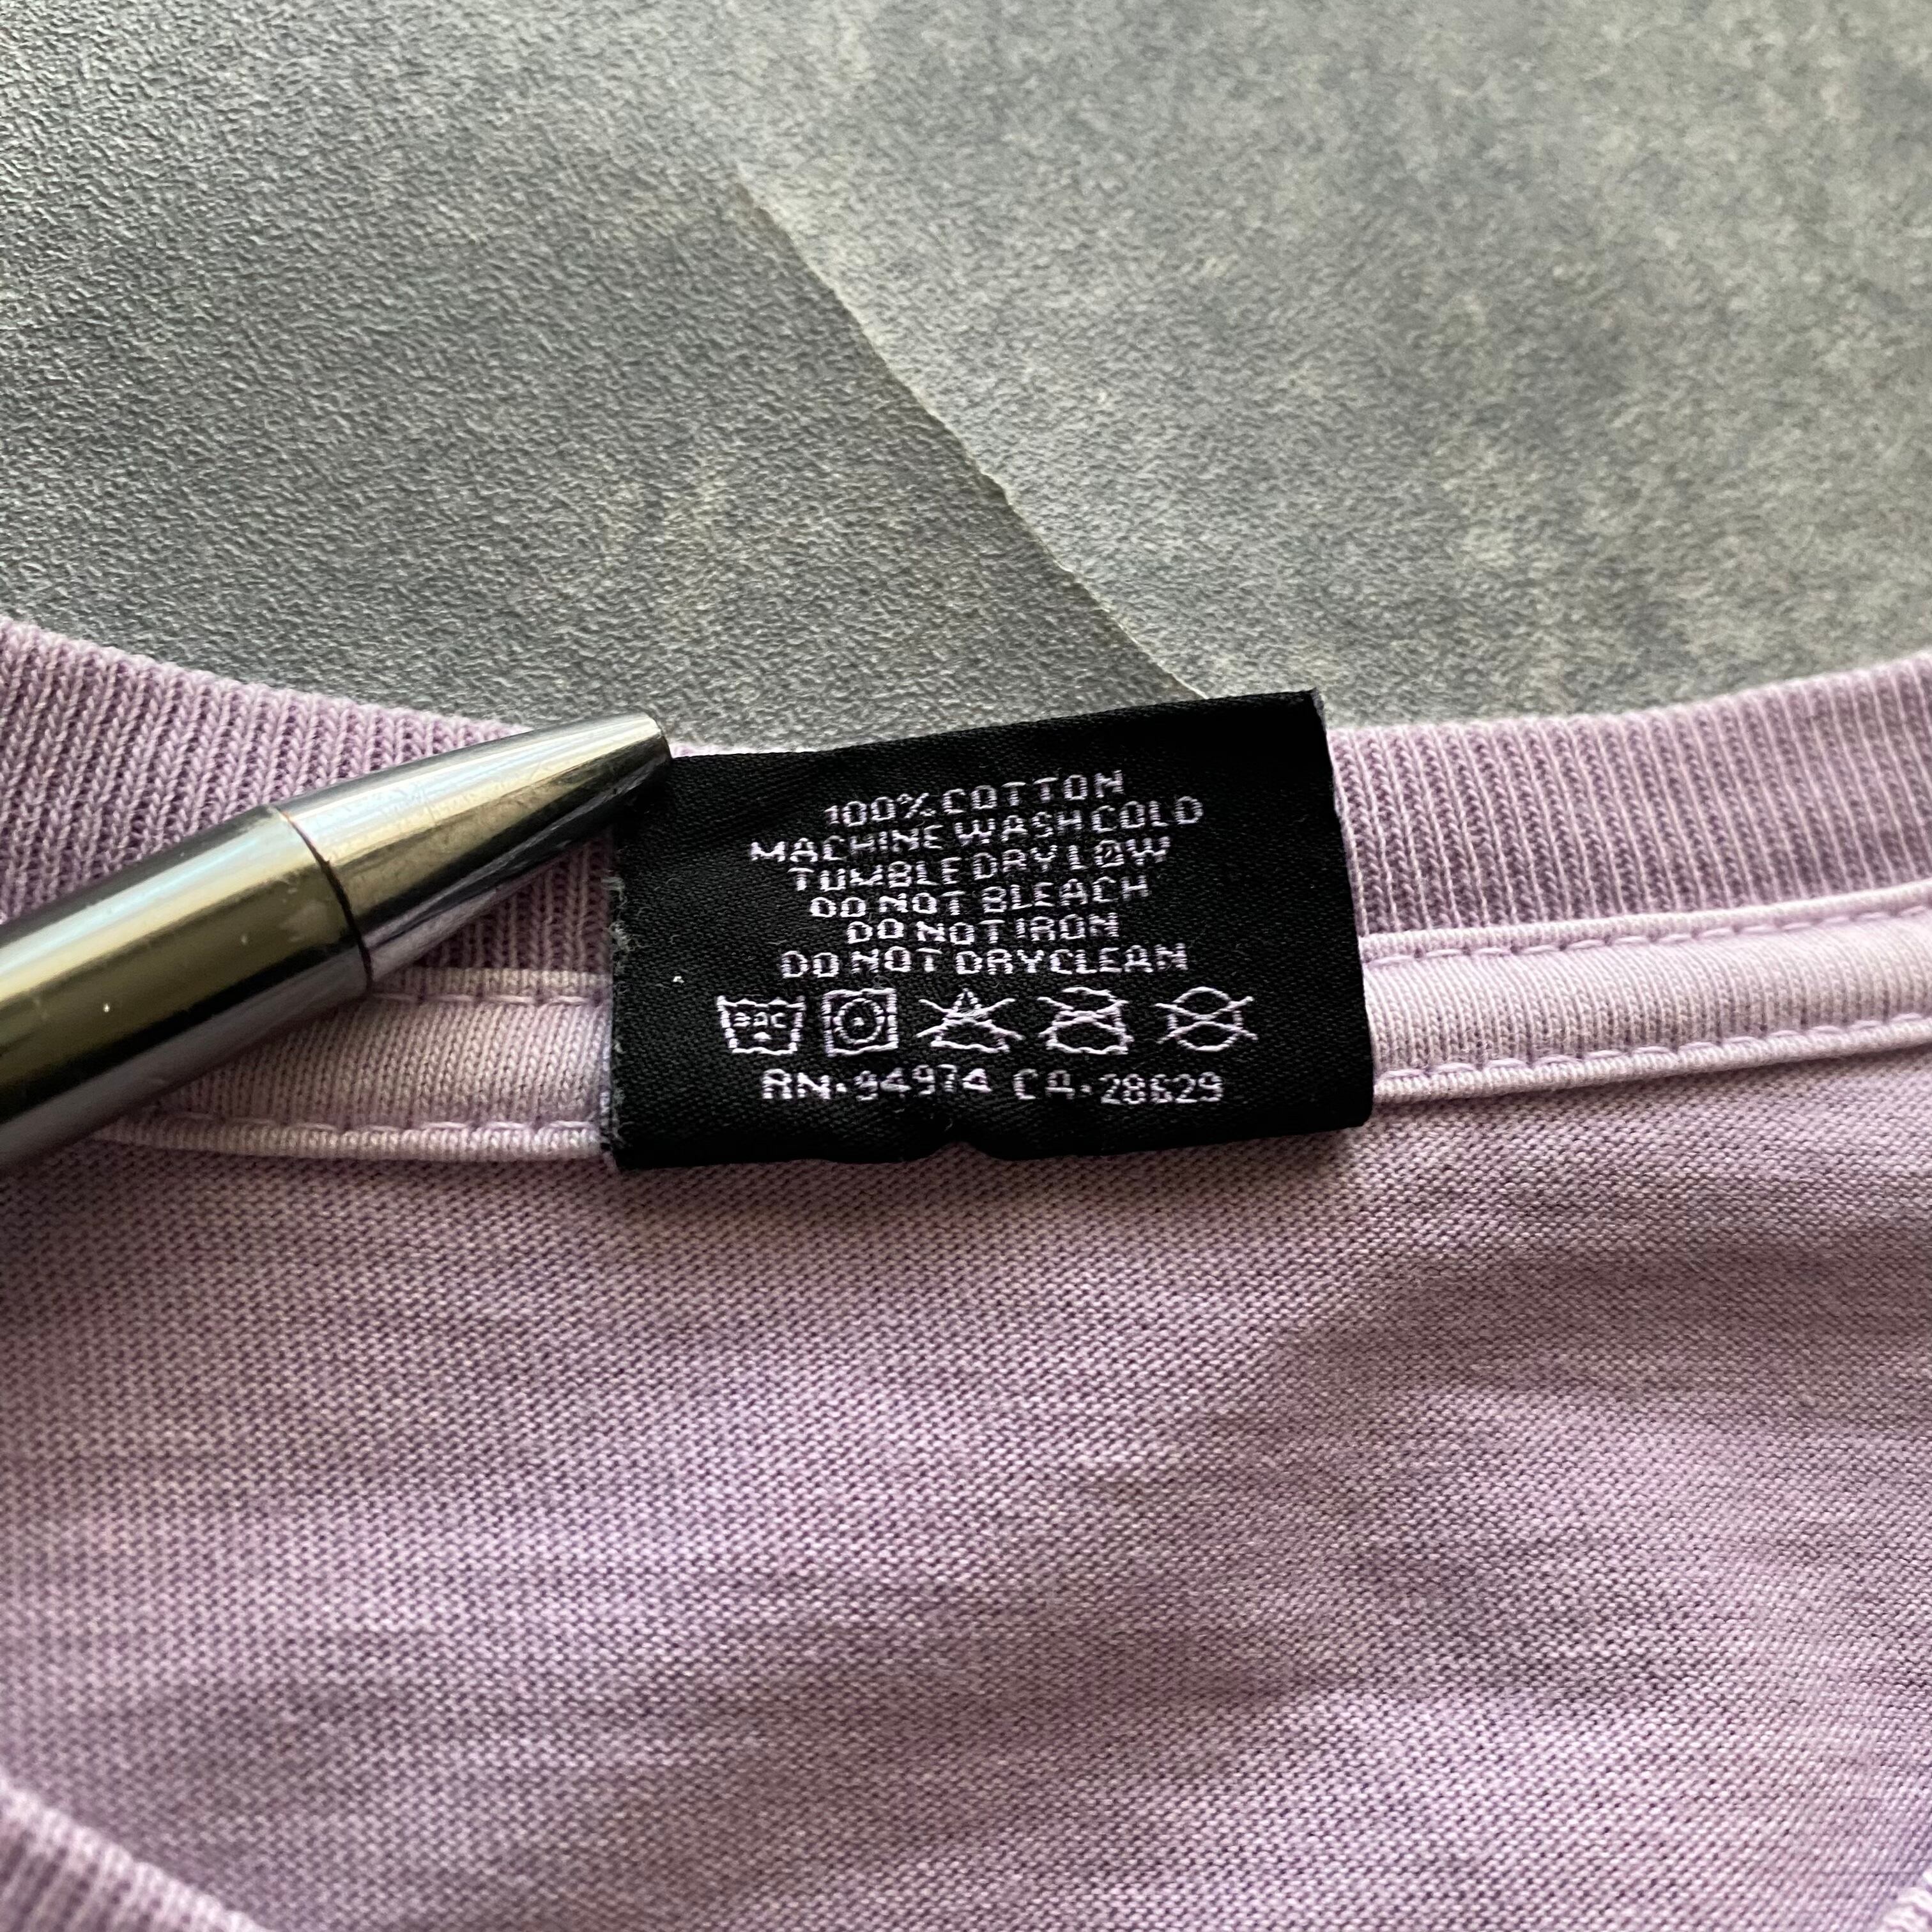 100% COTTON
MACHINE WASH COLD
TUMBLE DRY LOW
DO NOT BLEACH
DO NOT IRON
DO NOT DRYCLEAN
RN-94974 CA-28629